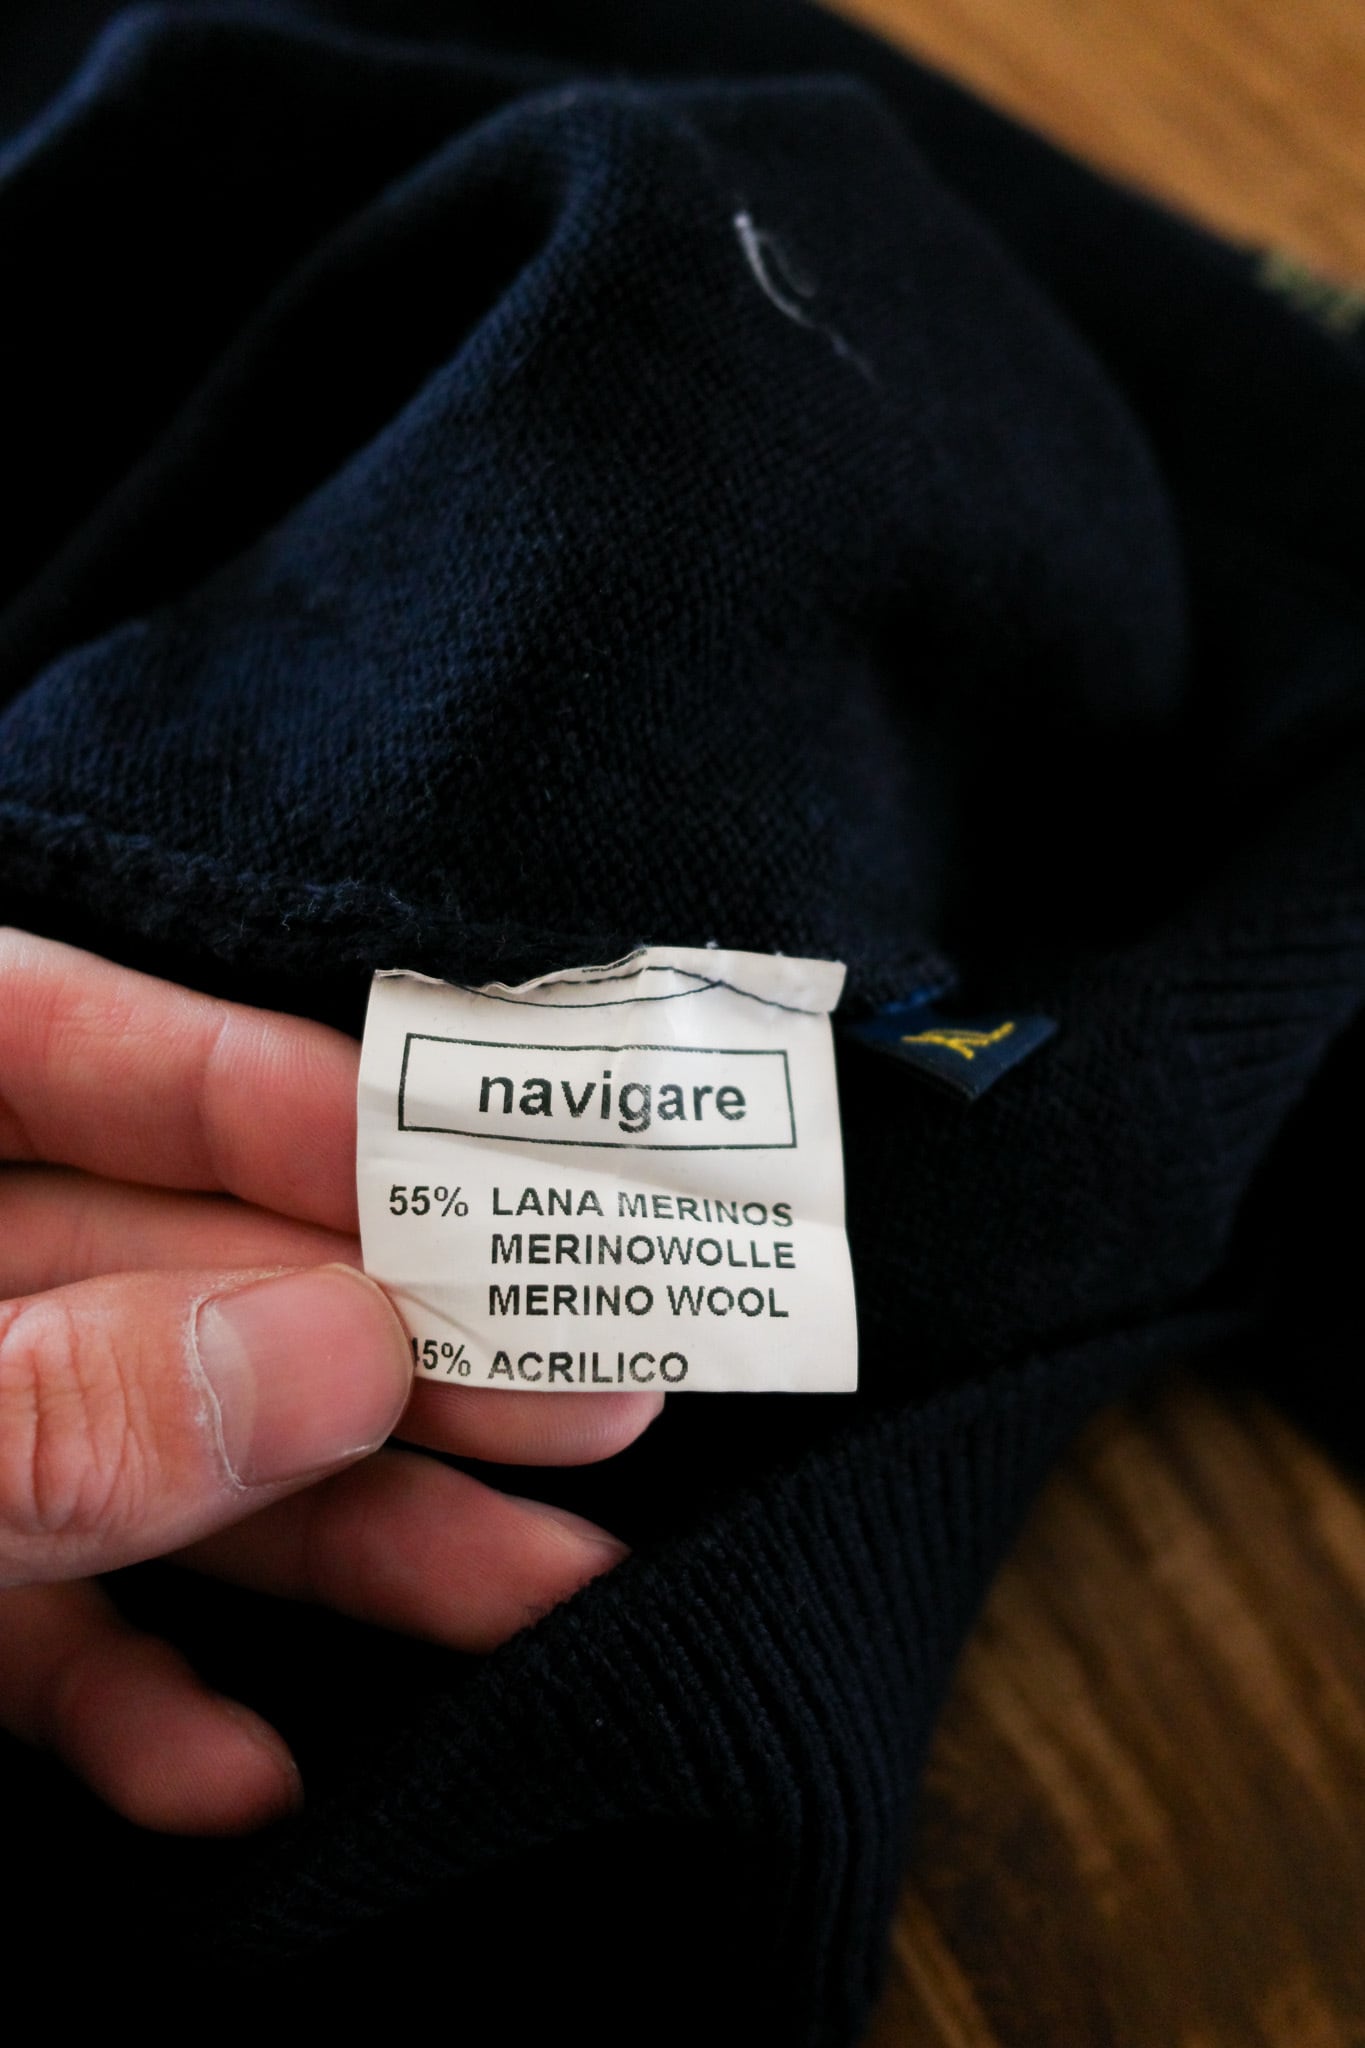 navigare
55% LANA MERINOS
MERINOWOLLE
MERINO WOOL
45% ACRILICO